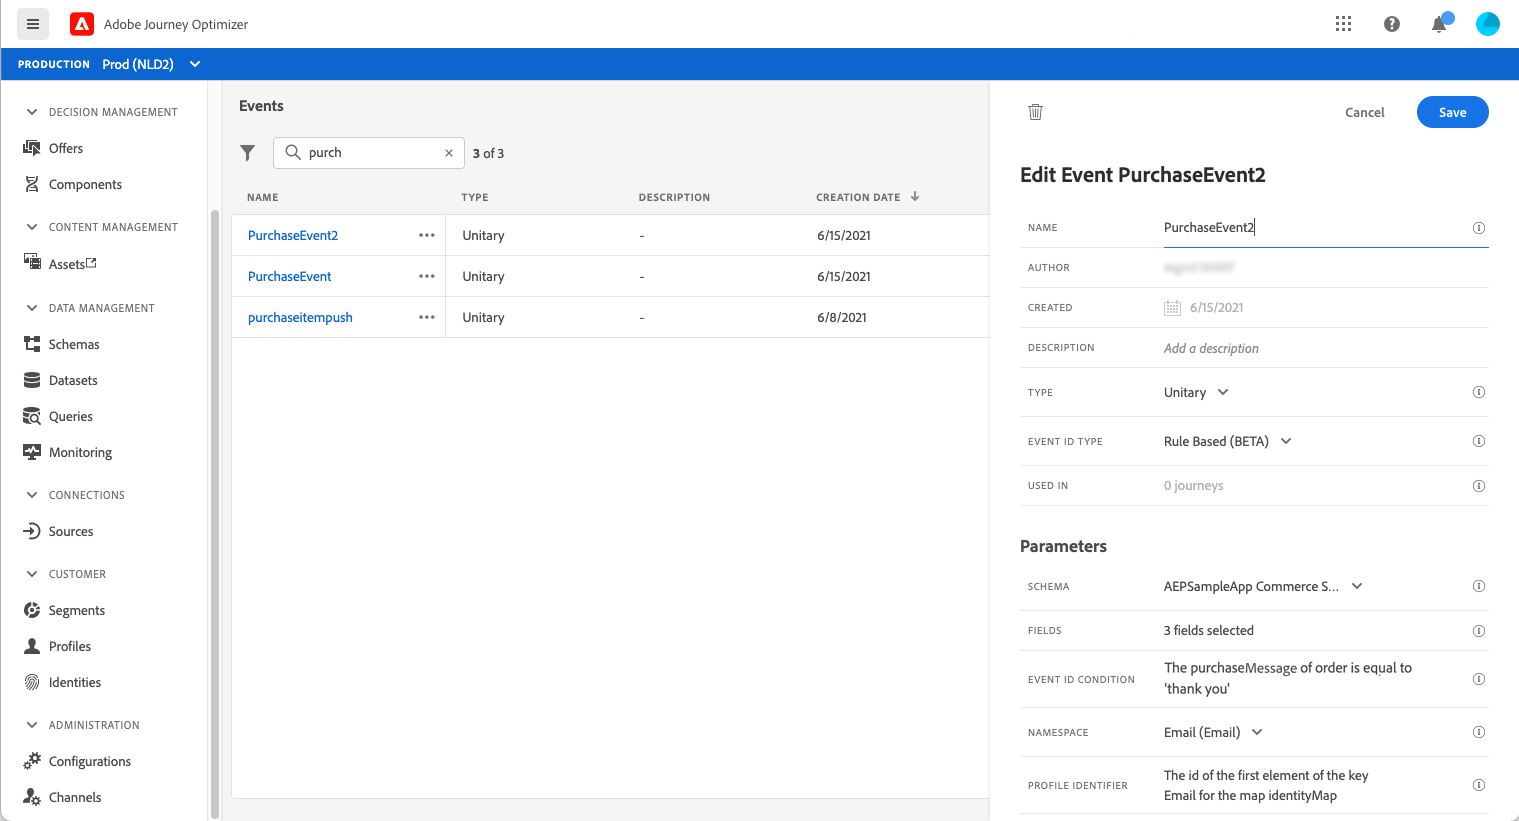 Adobe Journey Optimizer
PRODUCTION Prod (NLD2)
DECISION MANAGEMENT
Offers
Components
CONTENT MANAGEMENT
Assets
DATA MANAGEMENT
Schemas
Datasets
Queries
Monitoring
CONNECTIONS
Sources
CUSTOMER
Segments
Profiles
Identities
ADMINISTRATION
Configurations
Channels
Events
purch
3 of 3
NAME TYPE DESCRIPTION CREATION DATE
PurchaseEvent2 Unitary - 6/15/2021
PurchaseEvent Unitary - 6/15/2021
purchaseitempush Unitary - 6/8/2021
Cancel Save
Edit Event PurchaseEvent2
NAME PurchaseEvent2
AUTHOR
CREATED 6/15/2021
DESCRIPTION Add a description
TYPE Unitary
EVENT ID TYPE Rule Based (BETA)
USED IN 0 journeys
Parameters
SCHEMA AEPSampleApp Commerce S...
FIELDS 3 fields selected
EVENT ID CONDITION The purchaseMessage of order is equal to
'thank you'
NAMESPACE Email (Email)
PROFILE IDENTIFIER The id of the first element of the key
Email for the map identityMap